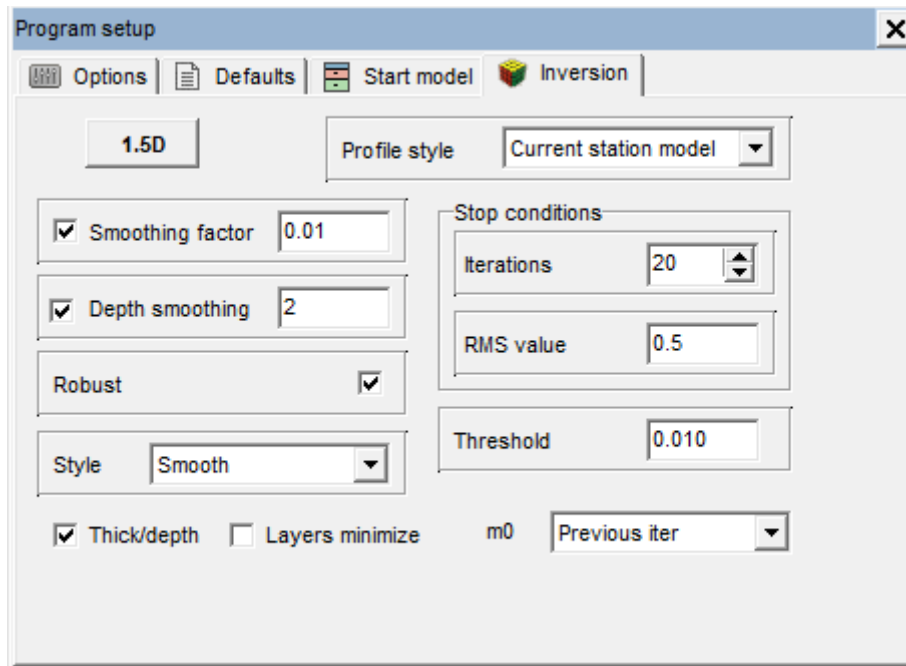 Program setup
Options Defaults Start model Inversion
1.5D
Profile style Current station model
Smoothing factor 0.01
Depth smoothing 2
Robust
Style Smooth
Thick/depth Layers minimize
Stop conditions
Iterations 20
RMS value 0.5
Threshold 0.010
m0 Previous iter